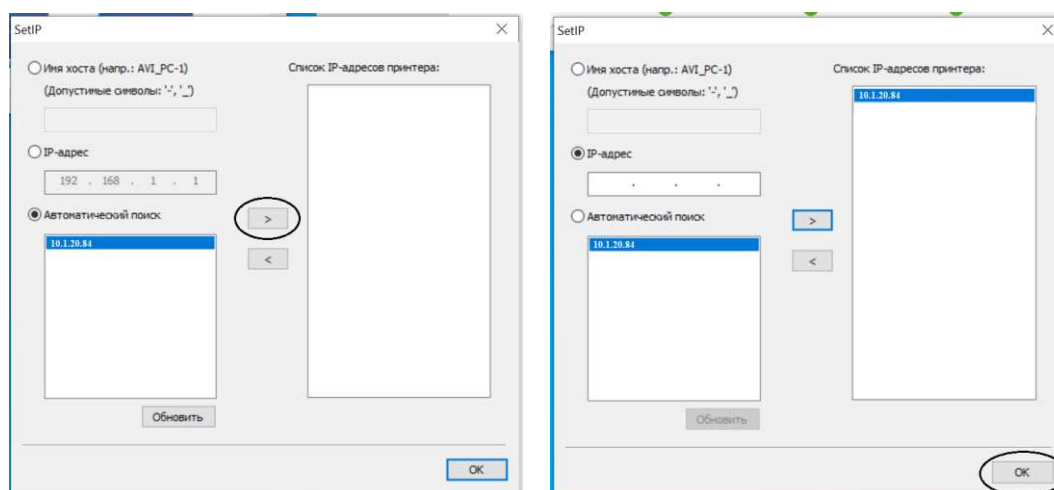 SetIP
Имя хоста (напр.: AVI_PC-1)
(Допустимые символы: '-', '_')
IP-адрес
192 . 168 . 1 . 1
Автоматический поиск
10.1.20.84
Обновить
Список IP-адресов принтера:
>
<
OK
SetIP
Имя хоста (напр.: AVI_PC-1)
(Допустимые символы: '-', '_')
IP-адрес
. . .
Автоматический поиск
10.1.20.84
Обновить
Список IP-адресов принтера:
10.1.20.84
>
<
OK